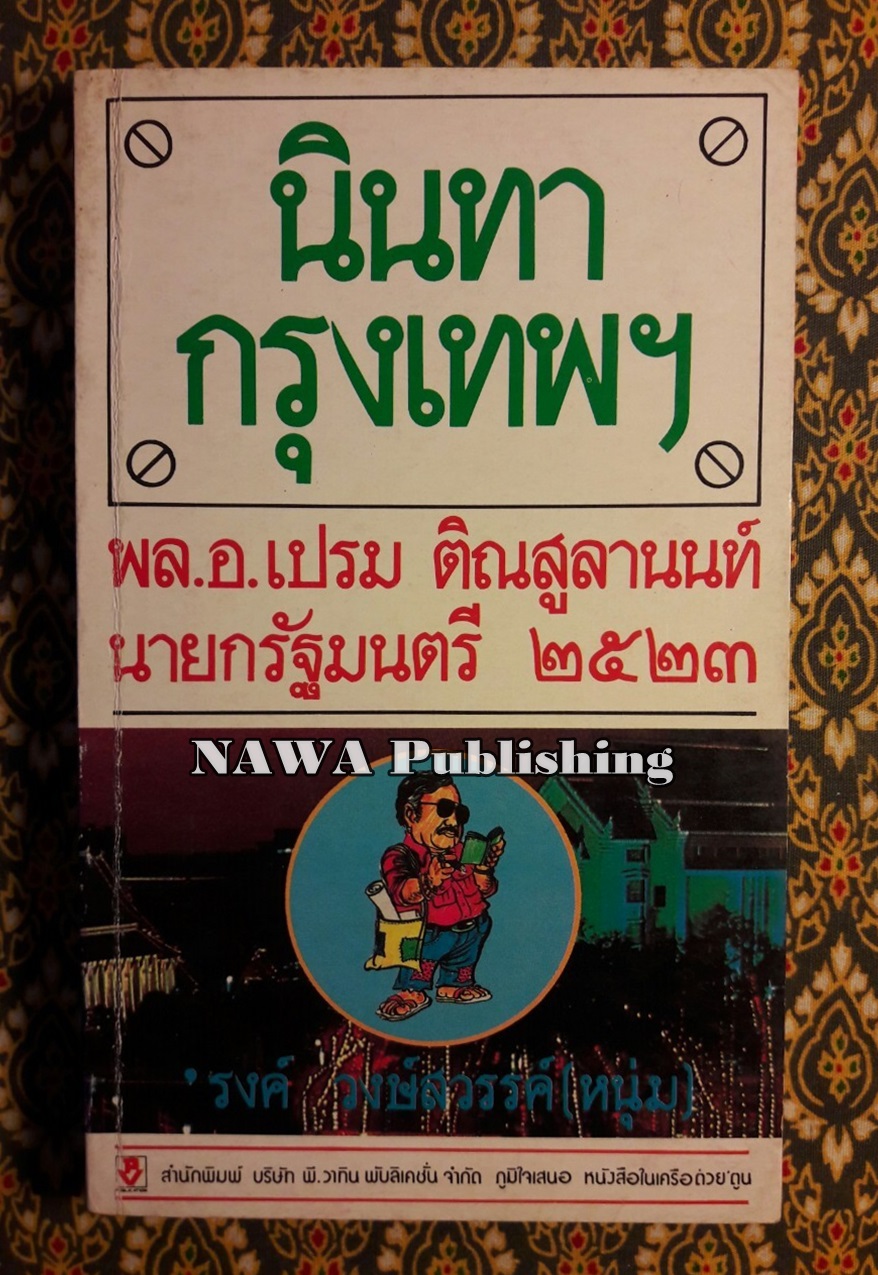 นินทา
กรุงเทพฯ
พล.อ.เปรม ติณสูลานนท์
นายกรัฐมนตรี ๒๕๒๓
NAWA Publishing
'รงค์ วงษ์สวรรค์(หนุ่ม)
สำนักพิมพ์ บริษัท พี.วาทิน พับลิเคชั่น จำกัด ภูมิใจเสนอ หนังสือในเครือต่วย'ตูน